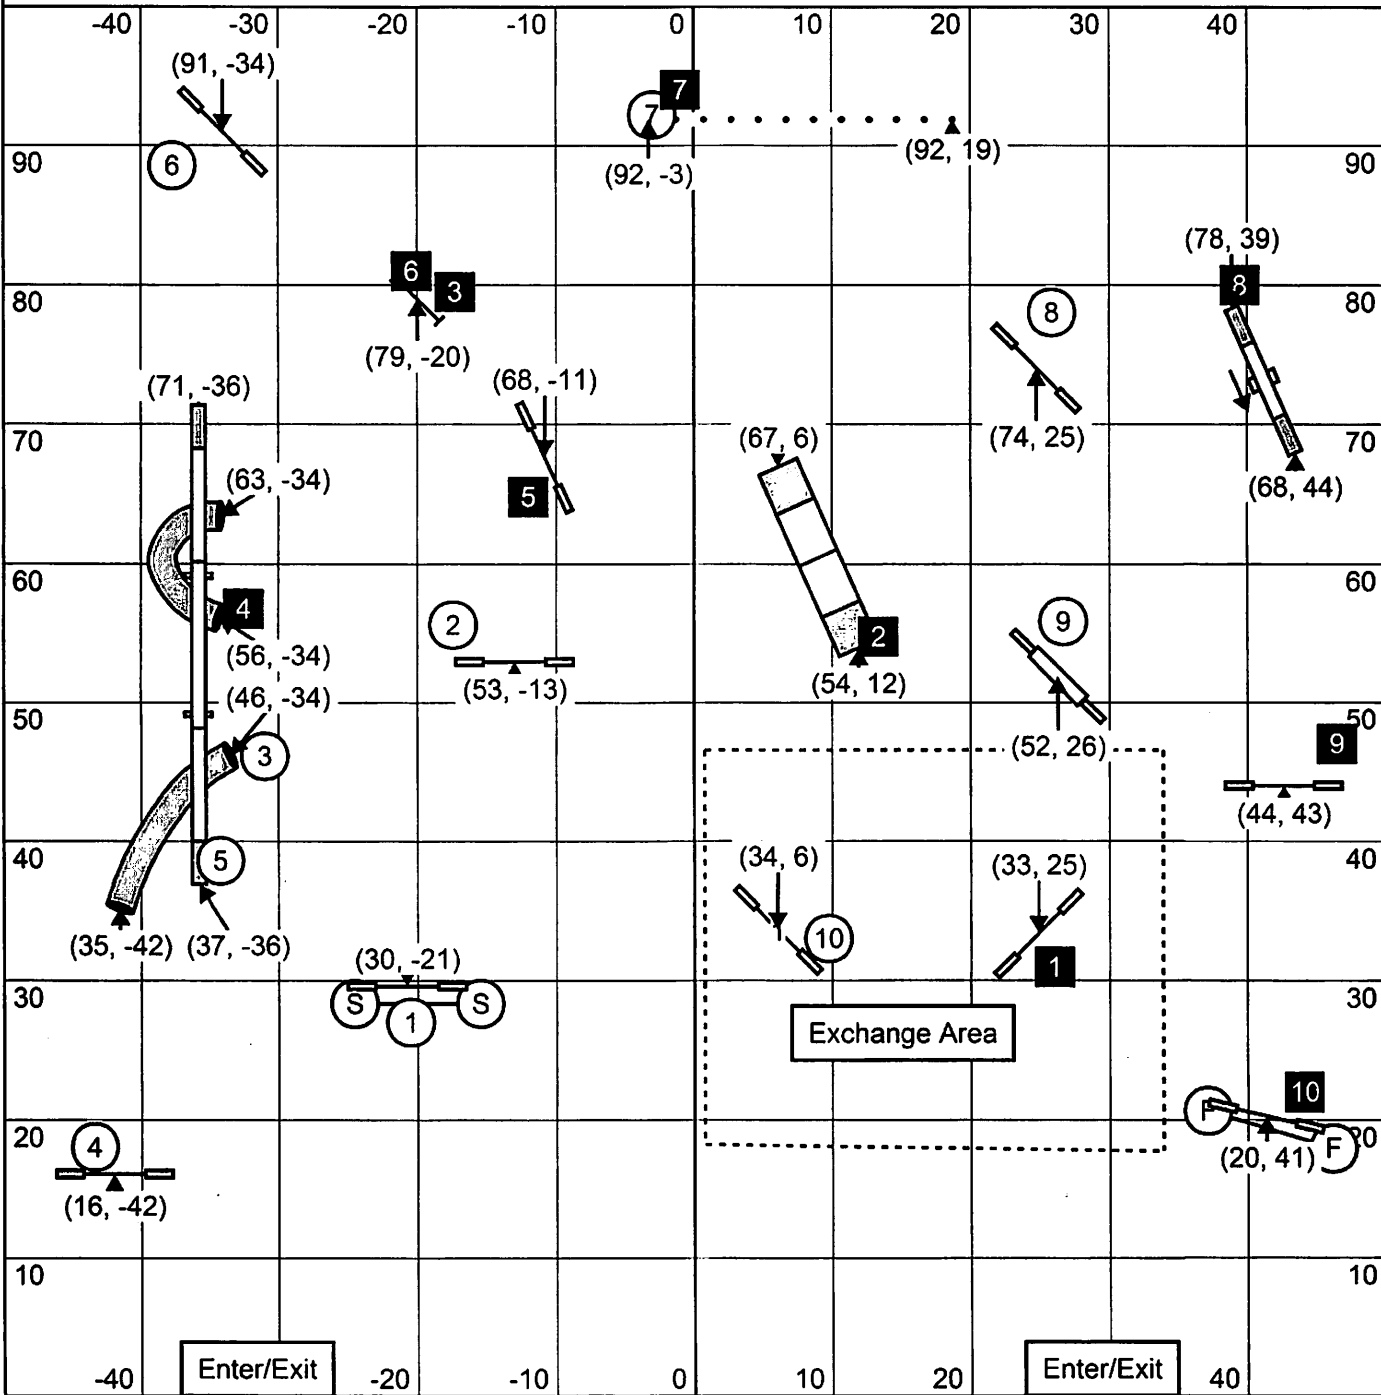 -40 -30 -20 -10 0 10 20 30 40
(91, -34)
7
7
6
90 (92, -3) (92, 19) 90
(78, 39)
6 3 8
80 8 80
(79, -20)
(71, -36) (68, -11)
70 (67, 6) (74, 25) 70
(63, -34) 5 (68, 44)
60 60
4 2 9
2
(56, -34) (53, -13) (54, 12)
(46, -34)
50 (52, 26) 50
3 9
(44, 43)
40 (34, 6) (33, 25) 40
5
(35, -42) (37, -36) 10 1
(30, -21)
30 30
S 1 S Exchange Area
10
20 F 20
4 (20, 41) F
(16, -42)
10 10
-40 Enter/Exit -20 -10 0 10 20 Enter/Exit 40